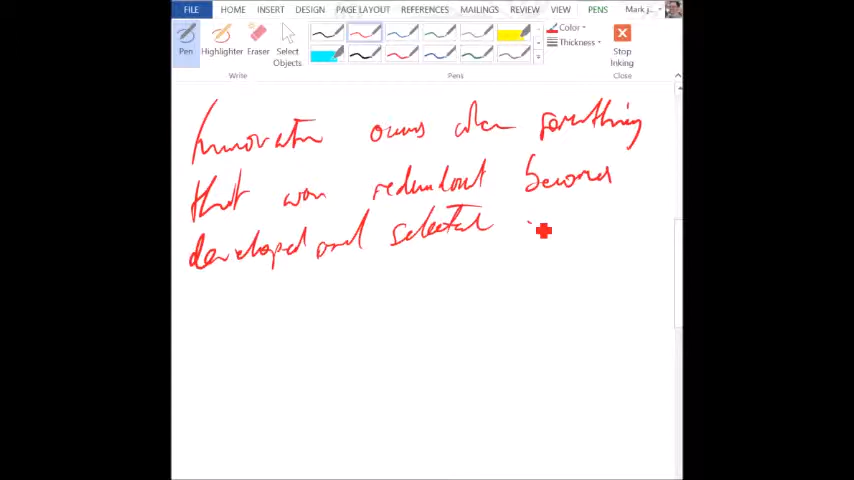 FILE HOME INSERT DESIGN PAGE LAYOUT REFERENCES MAILINGS REVIEW VIEW PENS Mark j...
Pen Highlighter Eraser Select Objects Color Thickness Stop Inking
Write Pens Close
Innovation occurs when something
that was redundant becomes
developed and selected